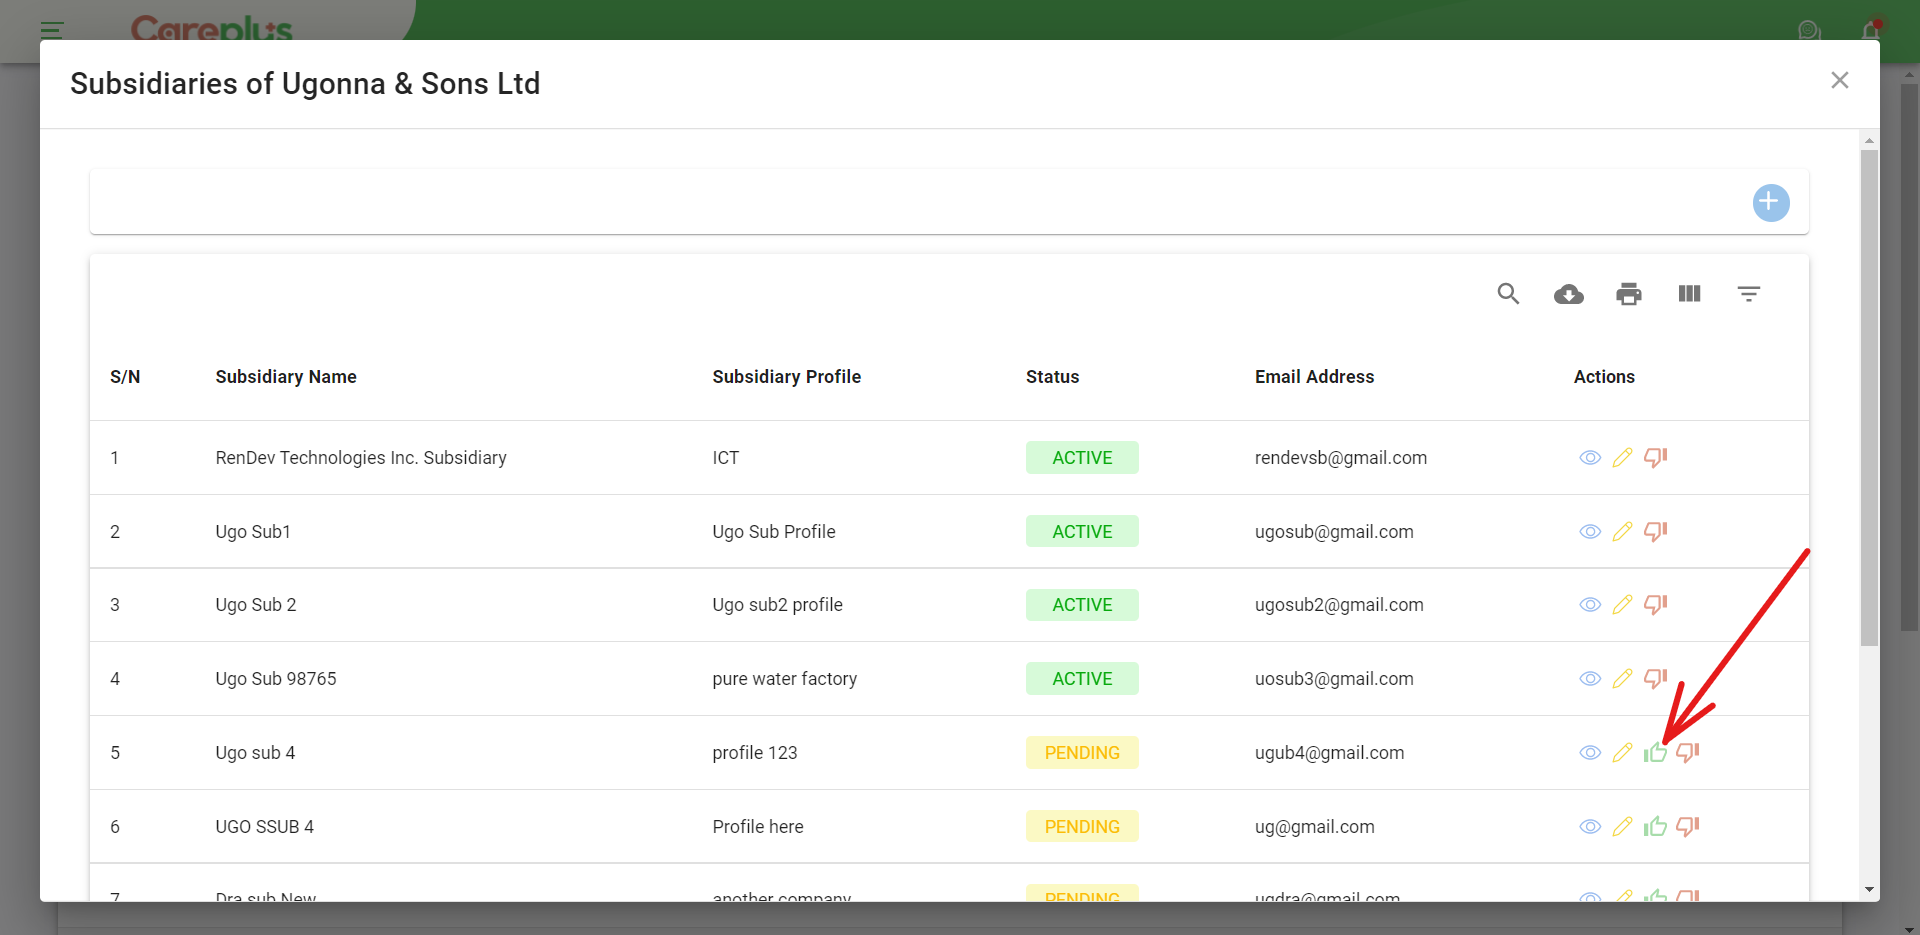 Careplus
Subsidiaries of Ugonna & Sons Ltd
S/N Subsidiary Name Subsidiary Profile Status Email Address Actions
1 RenDev Technologies Inc. Subsidiary ICT ACTIVE rendevsb@gmail.com
2 Ugo Sub1 Ugo Sub Profile ACTIVE ugosub@gmail.com
3 Ugo Sub 2 Ugo sub2 profile ACTIVE ugosub2@gmail.com
4 Ugo Sub 98765 pure water factory ACTIVE uosub3@gmail.com
5 Ugo sub 4 profile 123 PENDING ugub4@gmail.com
6 UGO SSUB 4 Profile here PENDING ug@gmail.com
7 Dra sub New another company PENDING ugdra@gmail.com